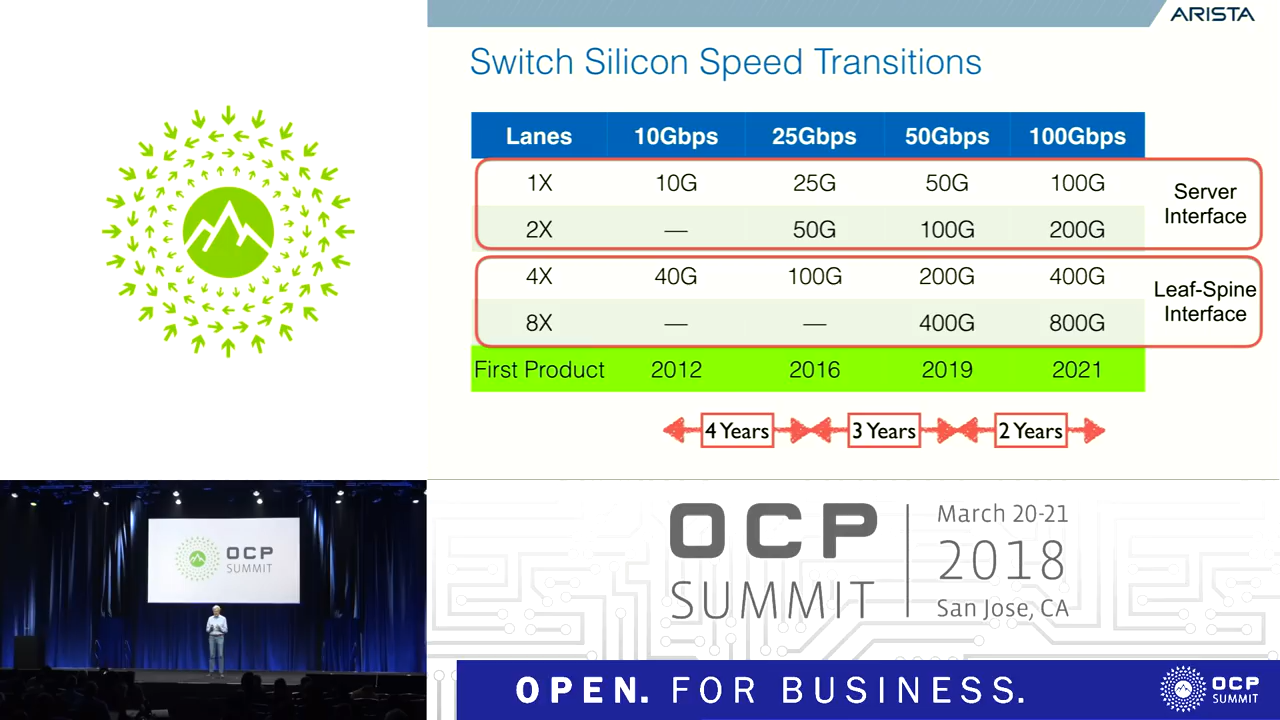 ARISTA
Switch Silicon Speed Transitions
Lanes 10Gbps 25Gbps 50Gbps 100Gbps
1X 10G 25G 50G 100G
Server
Interface
2X — 50G 100G 200G
4X 40G 100G 200G 400G
Leaf-Spine
Interface
8X — — 400G 800G
First Product 2012 2016 2019 2021
4 Years 3 Years 2 Years
OCP
SUMMIT
OCP
SUMMIT
March 20-21
2018
San Jose, CA
OPEN. FOR BUSINESS.
OCP
SUMMIT